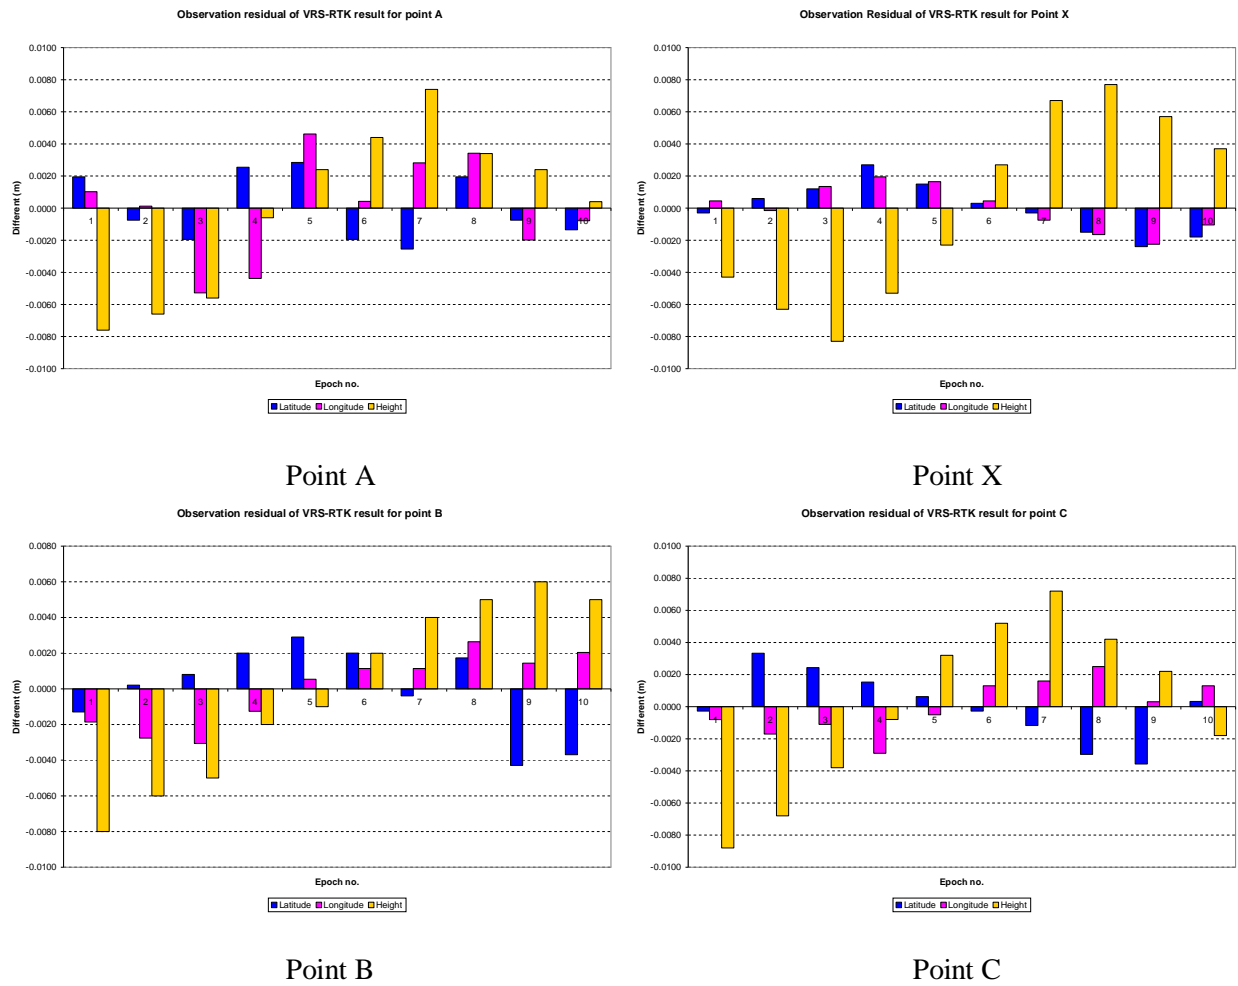 Observation residual of VRS-RTK result for point A
0.0100
0.0080
0.0060
0.0040
0.0020
0.0000
-0.0020
-0.0040
-0.0060
-0.0080
-0.0100
Different (m)
1 2 3 4 5 6 7 8 9 10
Epoch no.
Latitude Longitude Height
Point A
Observation Residual of VRS-RTK result for Point X
0.0100
0.0080
0.0060
0.0040
0.0020
0.0000
-0.0020
-0.0040
-0.0060
-0.0080
-0.0100
Different (m)
1 2 3 4 5 6 7 8 9 10
Epoch no.
Latitude Longitude Height
Point X
Observation residual of VRS-RTK result for point B
0.0080
0.0060
0.0040
0.0020
0.0000
-0.0020
-0.0040
-0.0060
-0.0080
-0.0100
Different (m)
1 2 3 4 5 6 7 8 9 10
Epoch no.
Latitude Longitude Height
Point B
Observation residual of VRS-RTK result for point C
0.0100
0.0080
0.0060
0.0040
0.0020
0.0000
-0.0020
-0.0040
-0.0060
-0.0080
-0.0100
Different (m)
1 2 3 4 5 6 7 8 9 10
Epoch no.
Latitude Longitude Height
Point C